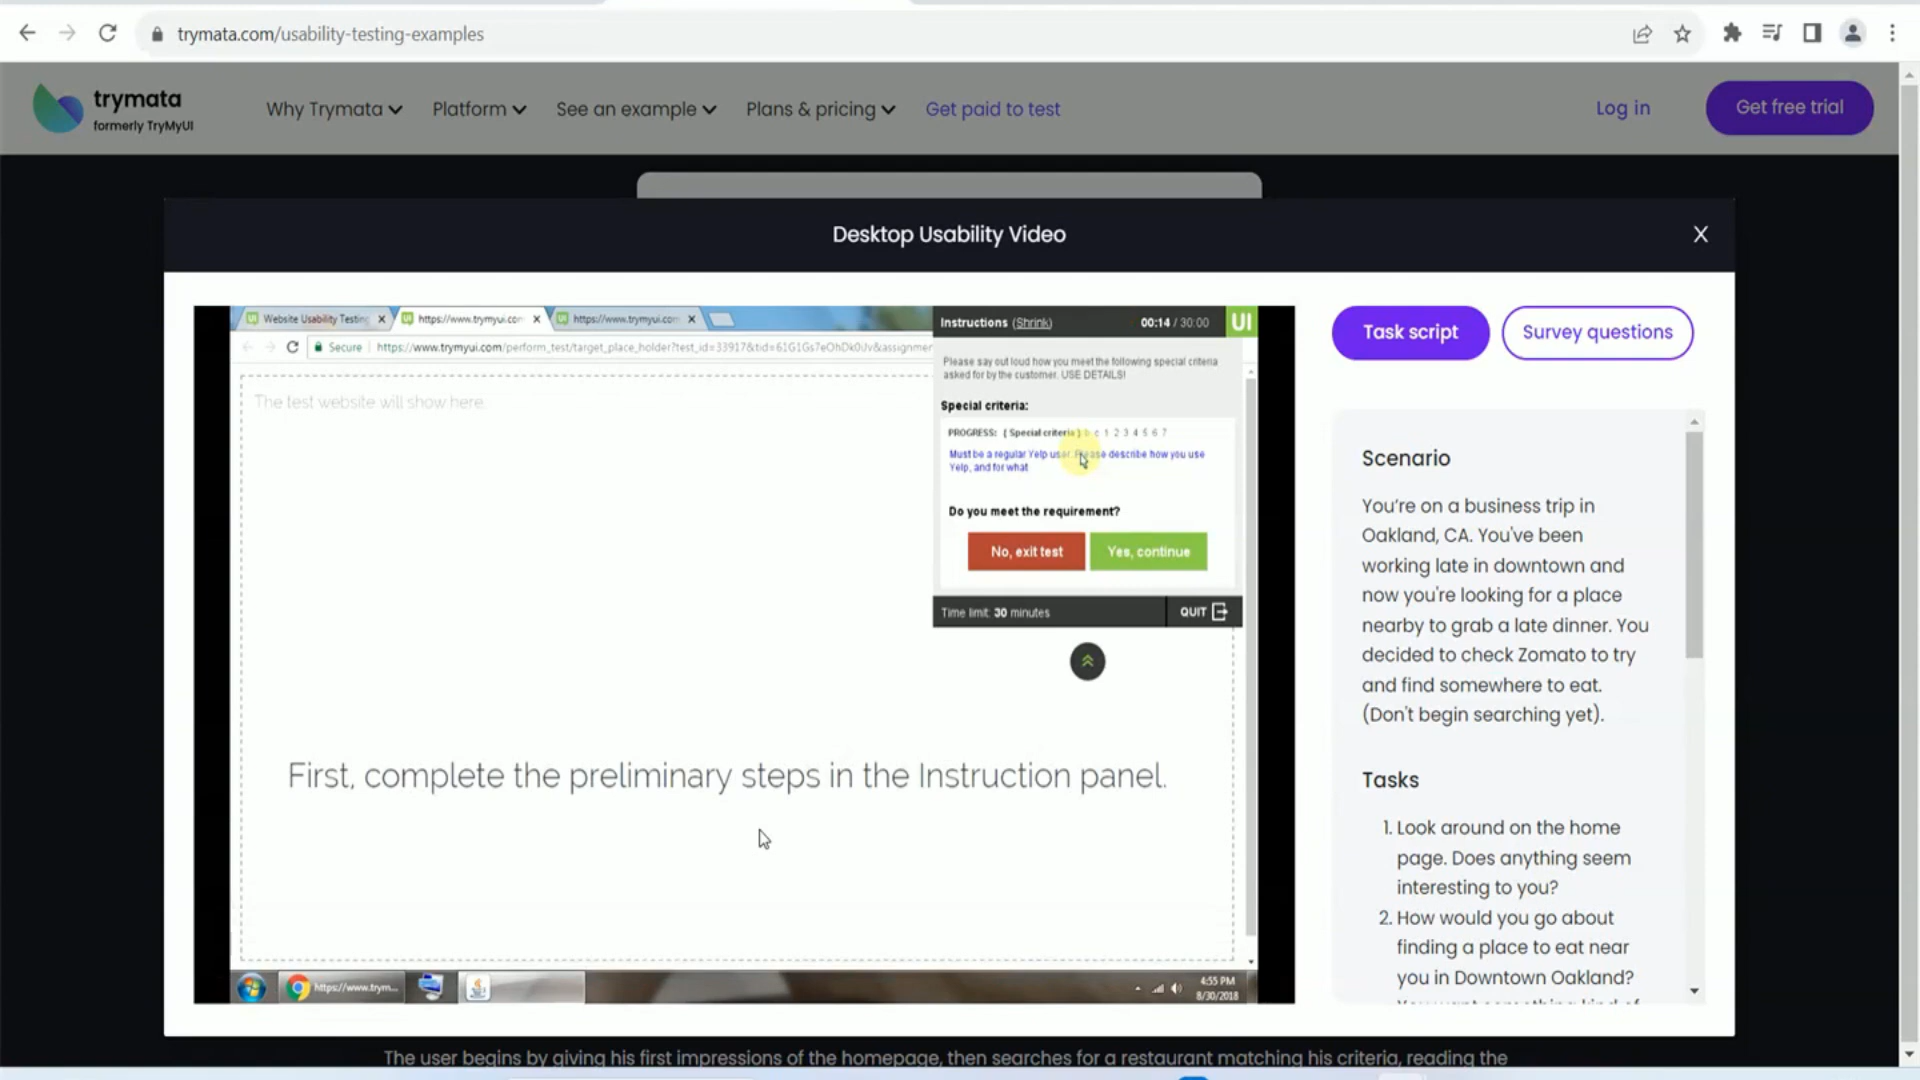 trymata.com/usability-testing-examples
trymata
formerly TryMyUI
Why Trymata
Platform
See an example
Plans & pricing
Get paid to test
Log in
Get free trial
Desktop Usability Video
X
Website Usability Testing
https://www.trymyui.com
https://www.trymyui.com
Secure
https://www.trymyui.com/perform_test/target_place_holder?test_id=33917&tid=
The test website will show here.
Instructions (Shrink)
00:14 / 30:00
UI
Please say out loud how you meet the following special criteria
asked for by the customer. USE DETAILS!
Special criteria:
PROGRESS: { Special criteria } b c 1 2 3 4 5 6 7
Must be a regular Yelp user. Please describe how you use
Yelp, and for what
Do you meet the requirement?
No, exit test
Yes, continue
Time limit: 30 minutes
QUIT
First, complete the preliminary steps in the Instruction panel.
https://www.trym...
4:55 PM
8/30/2018
Task script
Survey questions
Scenario
You're on a business trip in
Oakland, CA. You've been
working late in downtown and
now you're looking for a place
nearby to grab a late dinner. You
decided to check Zomato to try
and find somewhere to eat.
(Don't begin searching yet).
Tasks
1. Look around on the home
page. Does anything seem
interesting to you?
2. How would you go about
finding a place to eat near
you in Downtown Oakland?
The user begins by giving his first impressions of the homepage, then searches for a restaurant matching his criteria, reading the